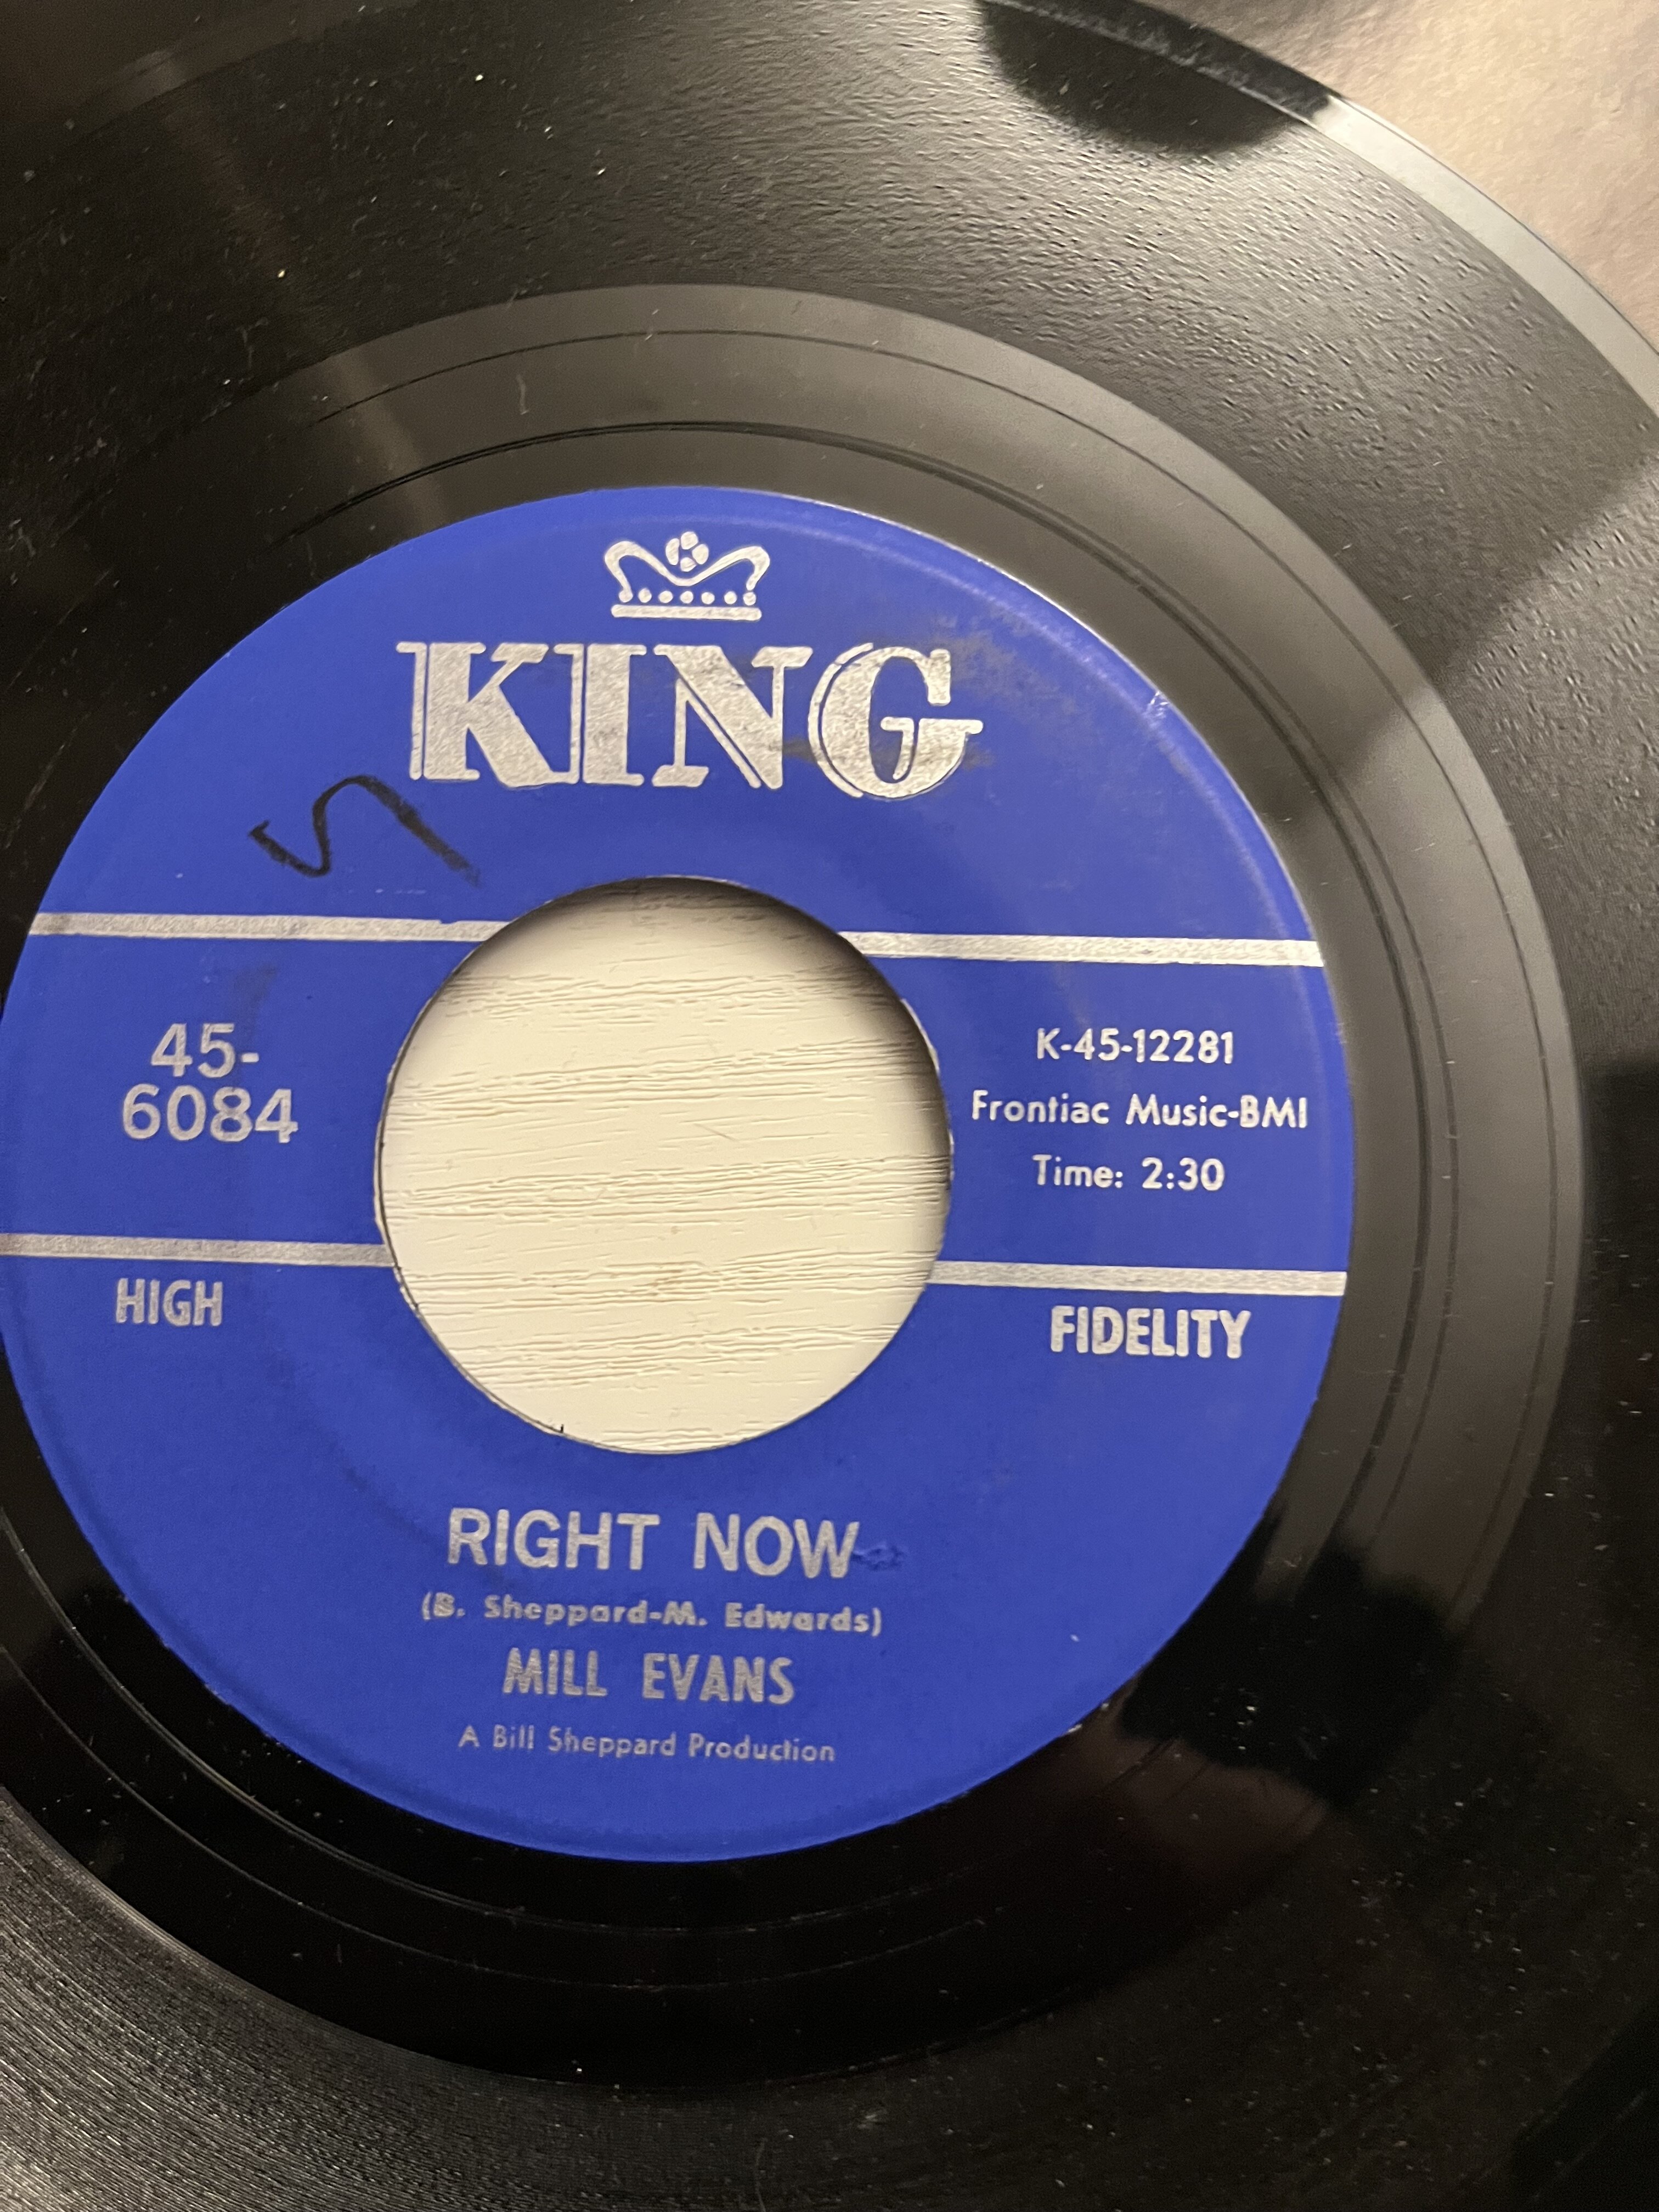 KING
45-
6084
K-45-12281
Frontiac Music-BMI
Time: 2:30
HIGH
FIDELITY
RIGHT NOW
(B. Sheppard-M. Edwards)
MILL EVANS
A Bill Sheppard Production